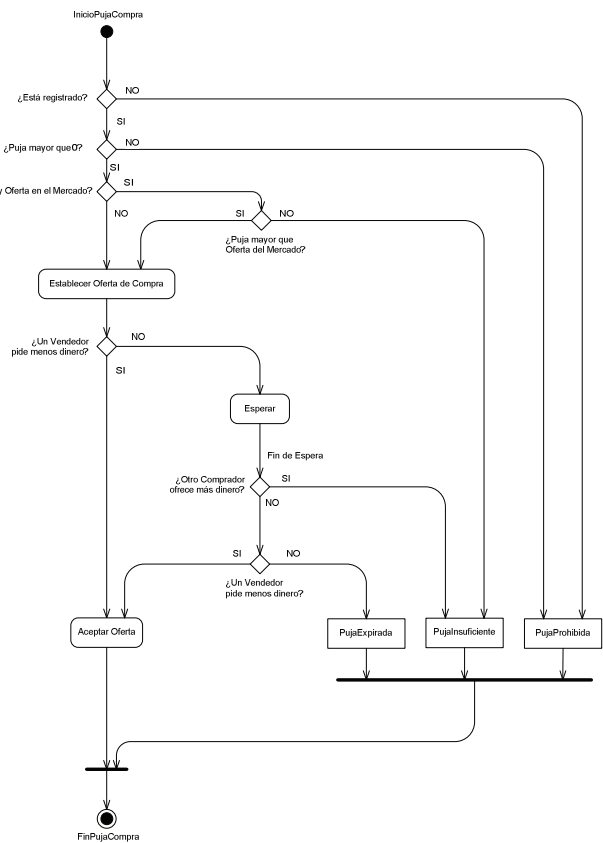 InicioPujaCompra
¿Está registrado?
NO
SI
¿Puja mayor que0?
NO
SI
y Oferta en el Mercado?
SI
NO
SI
NO
¿Puja mayor que
Oferta del Mercado?
Establecer Oferta de Compra
¿Un Vendedor
pide menos dinero?
NO
SI
Esperar
Fin de Espera
¿Otro Comprador
ofrece más dinero?
SI
NO
SI
NO
¿Un Vendedor
pide menos dinero?
Aceptar Oferta
PujaExpirada
PujaInsuficiente
PujaProhibida
FinPujaCompra